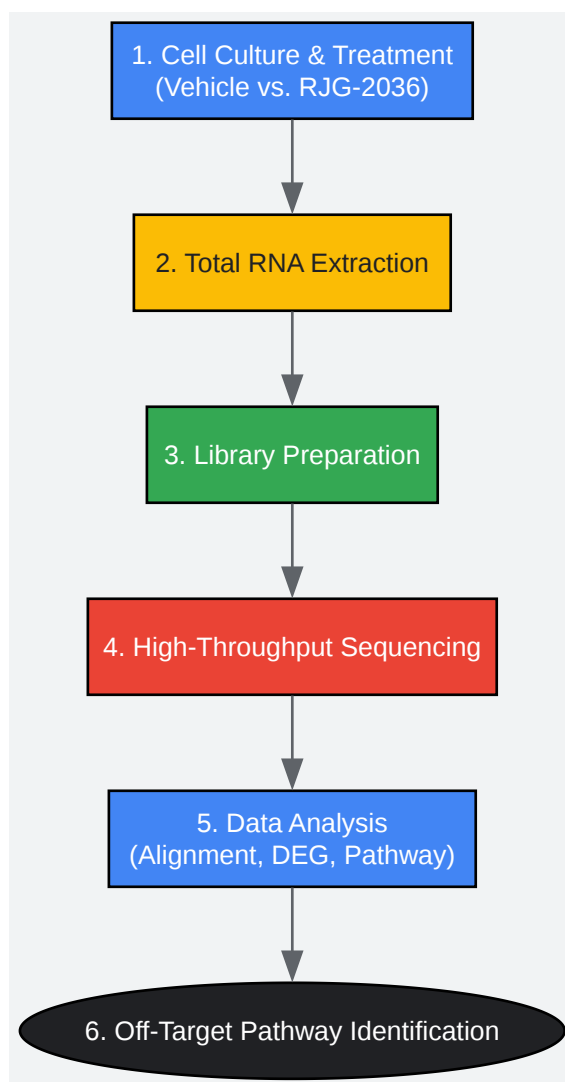 1. Cell Culture & Treatment
(Vehicle vs. RJG-2036)
2. Total RNA Extraction
3. Library Preparation
4. High-Throughput Sequencing
5. Data Analysis
(Alignment, DEG, Pathway)
6. Off-Target Pathway Identification